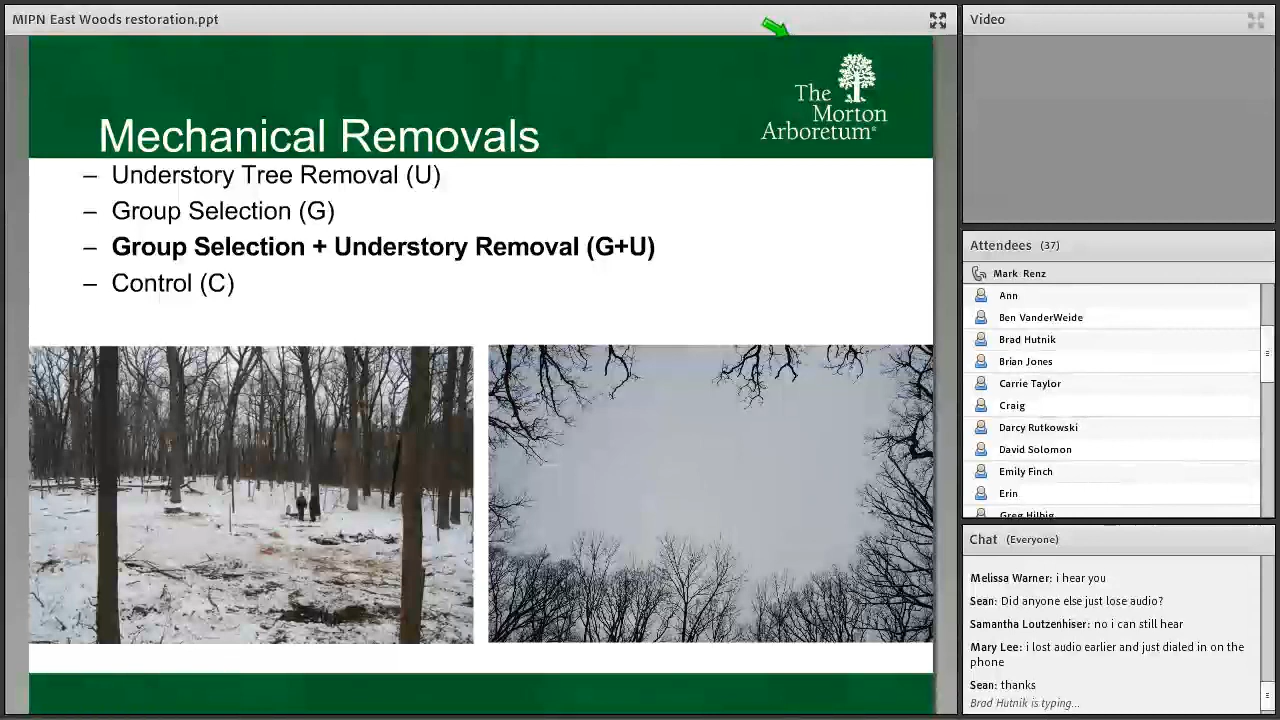 MIPN East Woods restoration.ppt
The
Morton
Arboretum®
Mechanical Removals
– Understory Tree Removal (U)
– Group Selection (G)
– Group Selection + Understory Removal (G+U)
– Control (C)
Video
Attendees (37)
Mark Renz
Ann
Ben VanderWeide
Brad Hutnik
Brian Jones
Carrie Taylor
Craig
Darcy Rutkowski
David Solomon
Emily Finch
Erin
Greg Hilbig
Chat (Everyone)
Melissa Warner: i hear you
Sean: Did anyone else just lose audio?
Samantha Loutzenhiser: no i can still hear
Mary Lee: i lost audio earlier and just dialed in on the
phone
Sean: thanks
Brad Hutnik is typing...